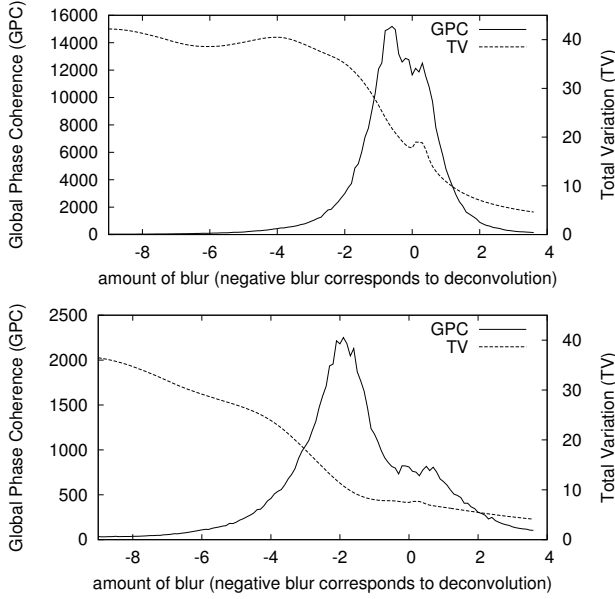 Global Phase Coherence (GPC)
16000
14000
12000
10000
8000
6000
4000
2000
0
-8 -6 -4 -2 0 2 4
GPC
TV
40
30
20
10
0
Total Variation (TV)
amount of blur (negative blur corresponds to deconvolution)
Global Phase Coherence (GPC)
2500
2000
1500
1000
500
0
-8 -6 -4 -2 0 2 4
GPC
TV
40
30
20
10
0
Total Variation (TV)
amount of blur (negative blur corresponds to deconvolution)